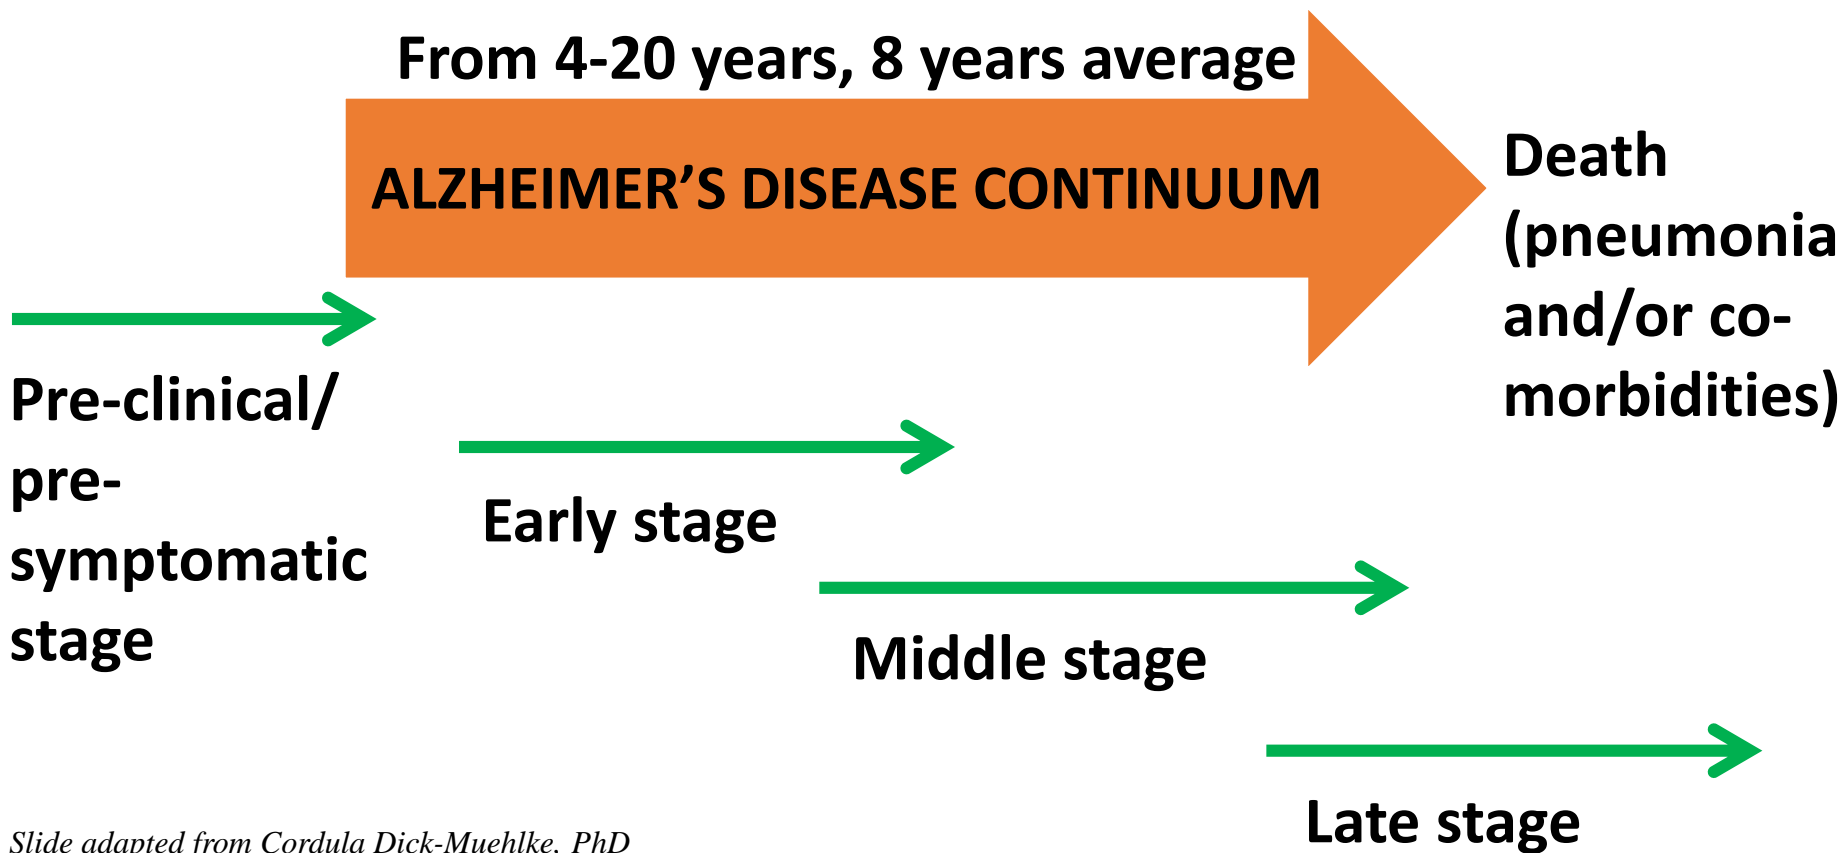 From 4-20 years, 8 years average
ALZHEIMER’S DISEASE CONTINUUM
Death
(pneumonia
and/or co-
morbidities)
Pre-clinical/
pre-
symptomatic
stage
Early stage
Middle stage
Late stage
Slide adapted from Cordula Dick-Muehlke, PhD